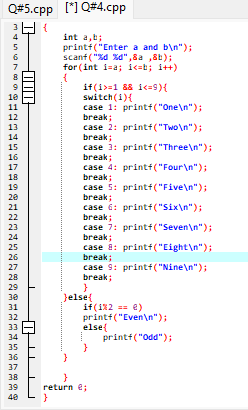 Q#5.cpp [*] Q#4.cpp
3 {
4 int a,b;
5 printf("Enter a and b\n");
6 scanf("%d %d",&a ,&b);
7 for(int i=a; i<=b; i++)
8 {
9 if(i>=1 && i<=9){
10 switch(i){
11 case 1: printf("One\n");
12 break;
13 case 2: printf("Two\n");
14 break;
15 case 3: printf("Three\n");
16 break;
17 case 4: printf("Four\n");
18 break;
19 case 5: printf("Five\n");
20 break;
21 case 6: printf("Six\n");
22 break;
23 case 7: printf("Seven\n");
24 break;
25 case 8: printf("Eight\n");
26 break;
27 case 9: printf("Nine\n");
28 break;
29 }
30 }else{
31 if(i%2 == 0)
32 printf("Even\n");
33 else{
34 printf("Odd");
35 }
36 }
37
38 }
39 return 0;
40 }